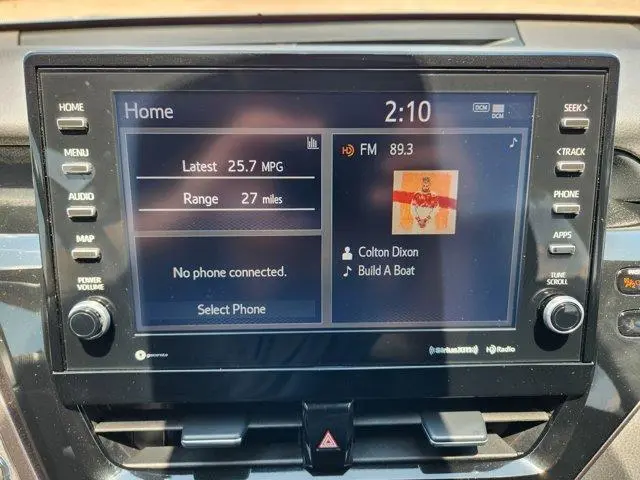 HOME
MENU
AUDIO
MAP
POWER
VOLUME
Home
2:10
DCM
DCM
Latest 25.7 MPG
Range 27 miles
No phone connected.
Select Phone
HD FM 89.3
Colton Dixon
Build A Boat
SEEK>
<TRACK
PHONE
APPS
TUNE
SCROLL
gracenote
((SiriusXM))
HD Radio